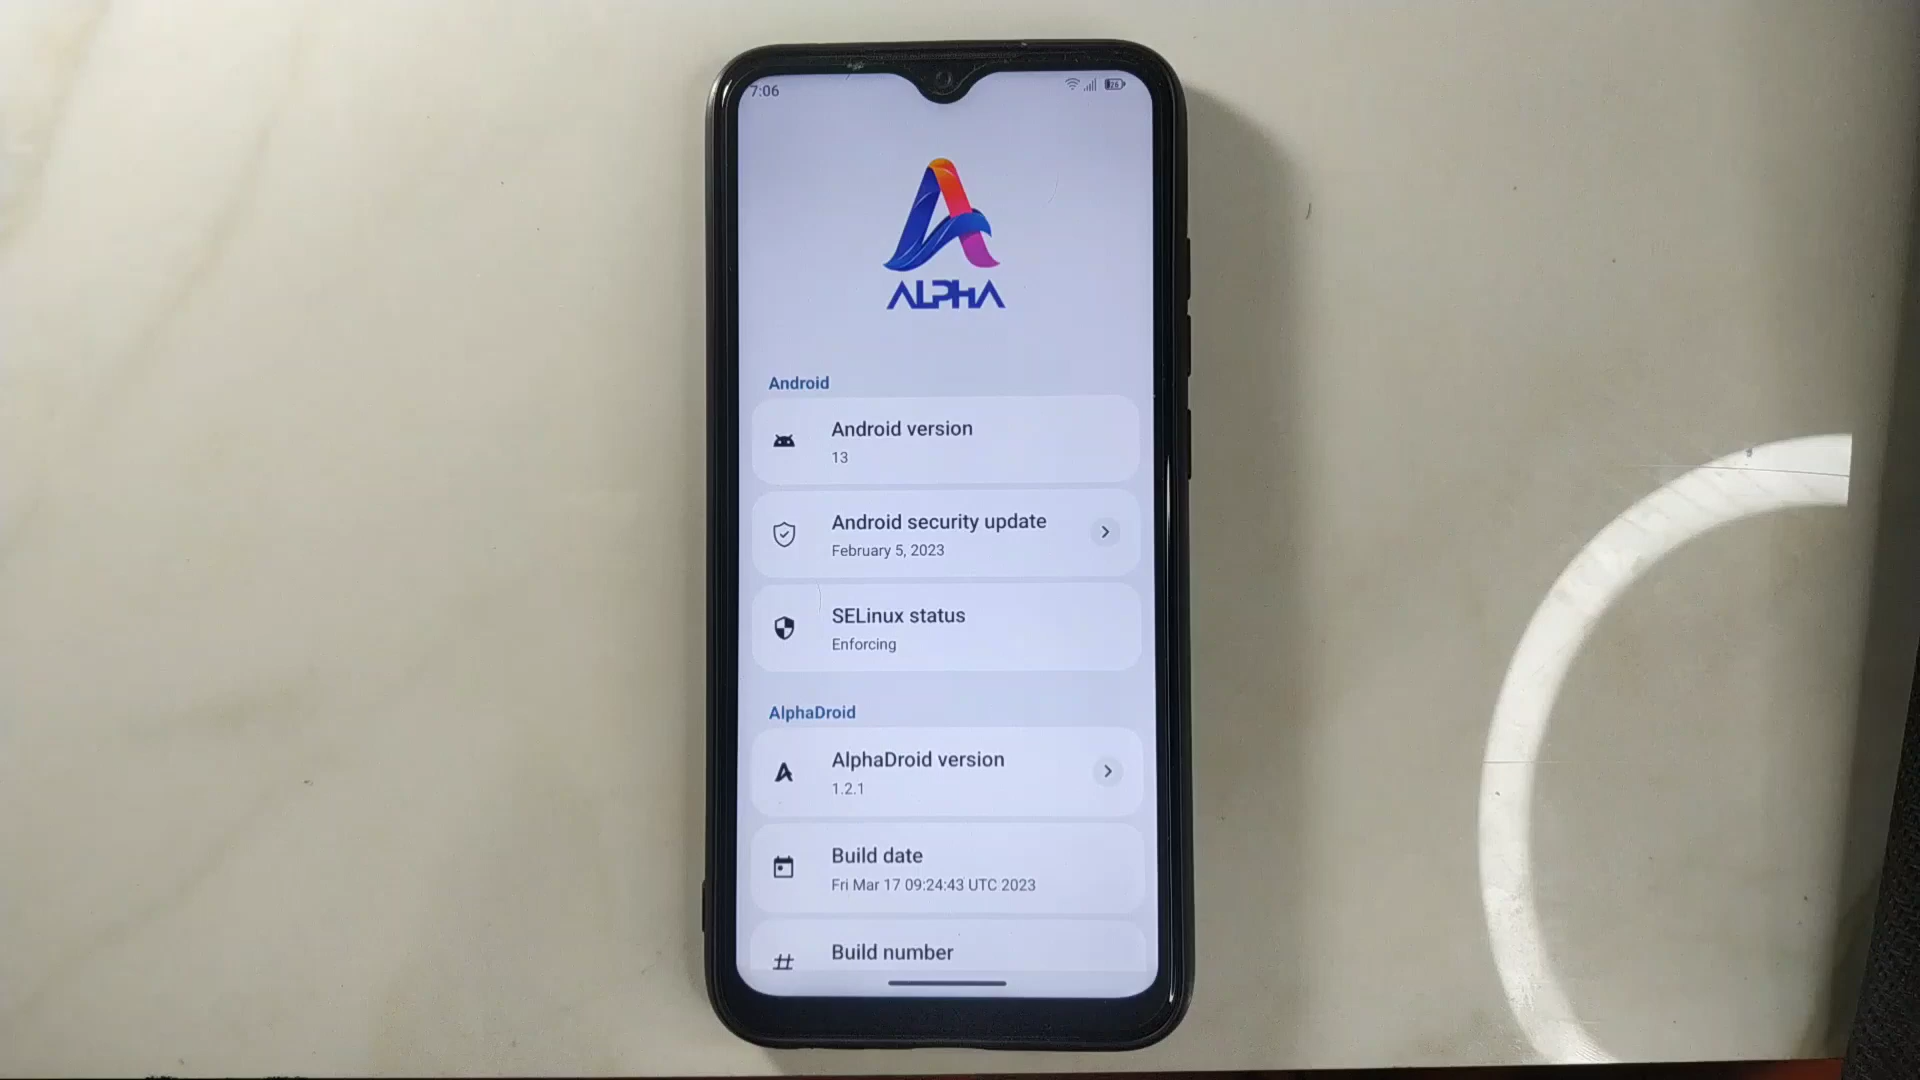 7:06
26
ALPHA
Android
Android version
13
Android security update
February 5, 2023
SELinux status
Enforcing
AlphaDroid
AlphaDroid version
1.2.1
Build date
Fri Mar 17 09:24:43 UTC 2023
Build number